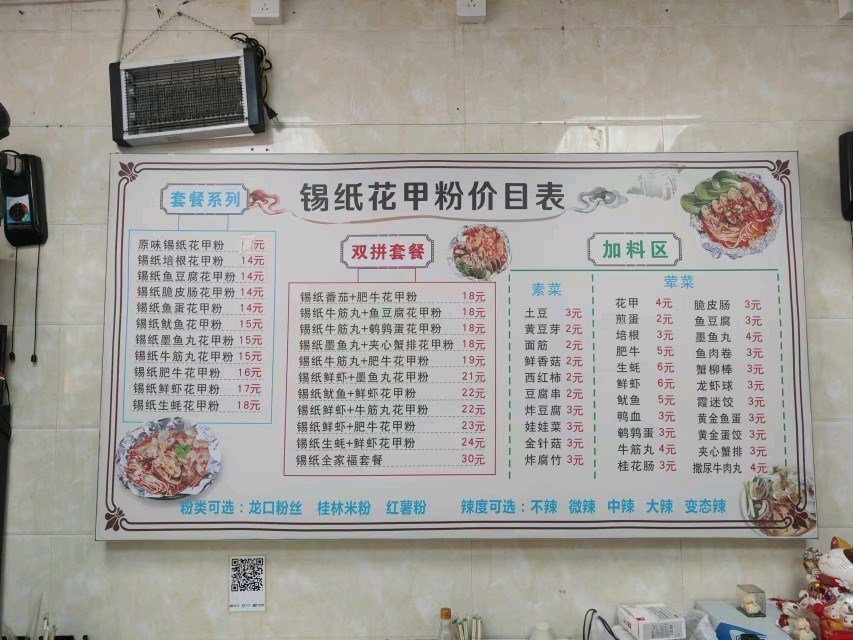 锡纸花甲粉价目表
套餐系列
原味锡纸花甲粉 元
锡纸培根花甲粉 14元
锡纸鱼豆腐花甲粉 14元
锡纸脆皮肠花甲粉 14元
锡纸鱼蛋花甲粉 14元
锡纸鱿鱼花甲粉 15元
锡纸墨鱼丸花甲粉 15元
锡纸牛筋丸花甲粉 15元
锡纸肥牛花甲粉 16元
锡纸鲜虾花甲粉 17元
锡纸生蚝花甲粉 18元
双拼套餐
锡纸番茄+肥牛花甲粉 18元
锡纸牛筋丸+鱼豆腐花甲粉 18元
锡纸牛筋丸+鹌鹑蛋花甲粉 18元
锡纸墨鱼丸+夹心蟹排花甲粉 18元
锡纸牛筋丸+肥牛花甲粉 19元
锡纸鲜虾+墨鱼丸花甲粉 21元
锡纸鱿鱼+鲜虾花甲粉 22元
锡纸鲜虾+牛筋丸花甲粉 22元
锡纸鲜虾+肥牛花甲粉 23元
锡纸生蚝+鲜虾花甲粉 24元
锡纸全家福套餐 30元
加料区
素菜
土豆 3元
黄豆芽 2元
面筋 2元
鲜香菇 2元
西红柿 2元
豆腐串 2元
炸豆腐 3元
娃娃菜 3元
金针菇 3元
炸腐竹 3元
荤菜
花甲 4元
煎蛋 2元
培根 3元
肥牛 5元
生蚝 6元
鲜虾 6元
鱿鱼 5元
鸭血 3元
鹌鹑蛋 3元
牛筋丸 4元
桂花肠 3元
脆皮肠 3元
鱼豆腐 3元
墨鱼丸 4元
鱼肉卷 3元
蟹柳棒 3元
龙虾球 3元
霞迷饺 3元
黄金鱼蛋 3元
黄金蛋饺 3元
夹心蟹排 3元
撒尿牛肉丸 4元
粉类可选：龙口粉丝 桂林米粉 红薯粉
辣度可选：不辣 微辣 中辣 大辣 变态辣